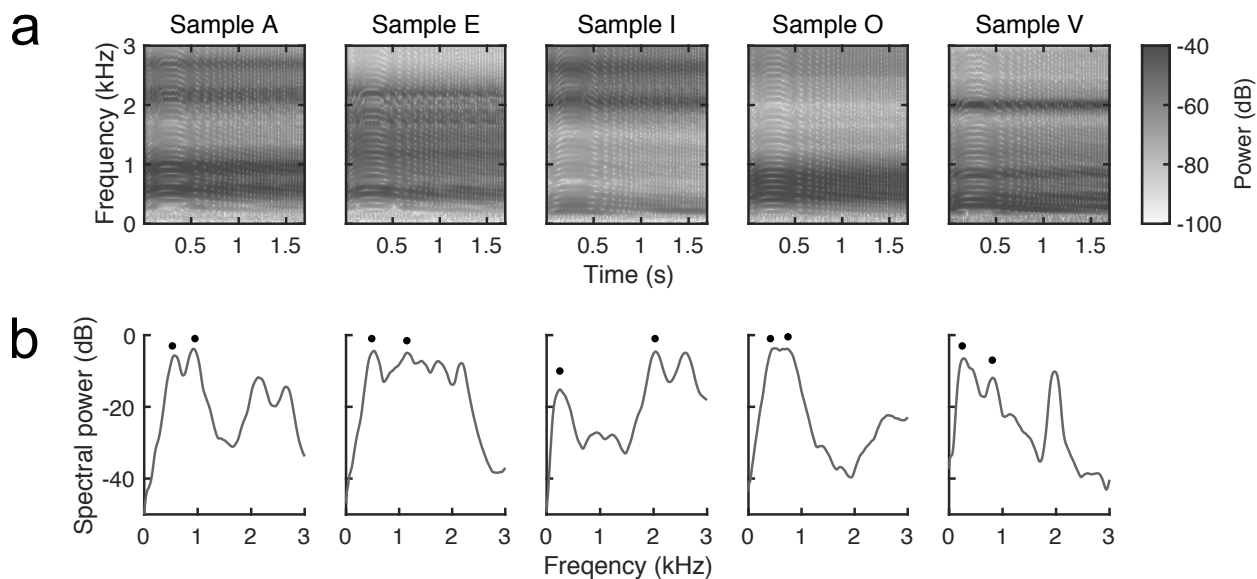 a
Sample A
Sample E
Sample I
Sample O
Sample V
Frequency (kHz)
3
2
1
0
0.5 1 1.5
0.5 1 1.5
0.5 1 1.5
0.5 1 1.5
0.5 1 1.5
Time (s)
-40
-60
-80
-100
Power (dB)
b
Spectral power (dB)
0
-20
-40
0 1 2 3
0 1 2 3
0 1 2 3
0 1 2 3
0 1 2 3
Freqency (kHz)